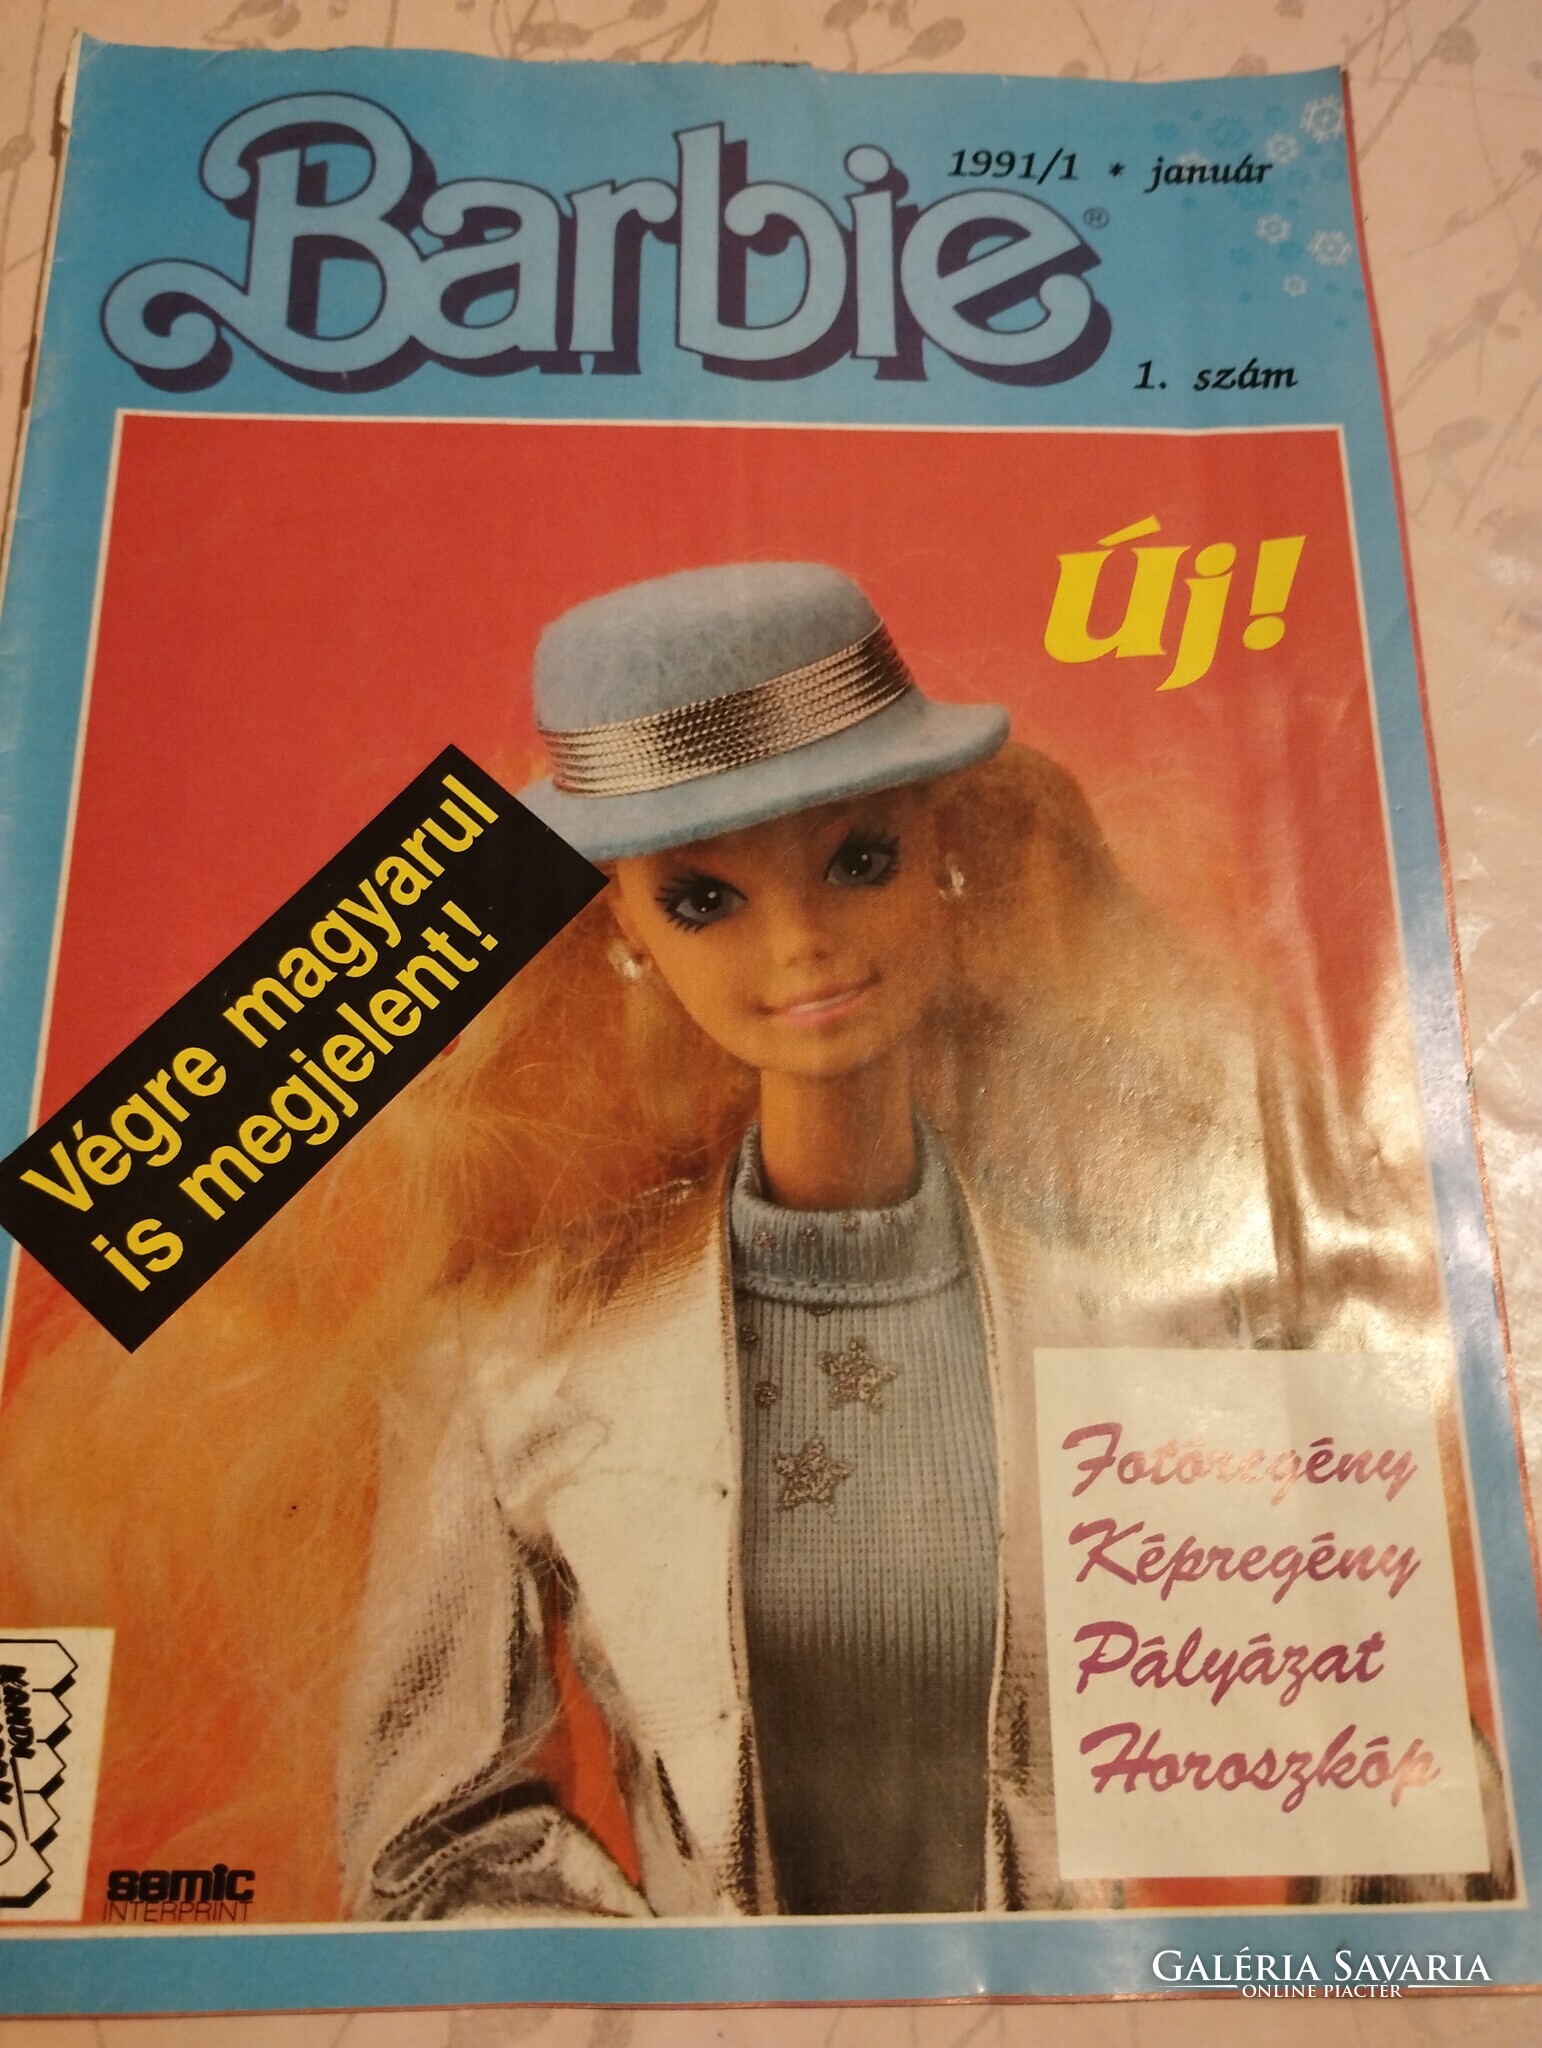 1991/1 * január
Barbie®
1. szám
Új!
Végre magyarul
is megjelent!
Fotóregény
Képregény
Pályázat
Horoszkóp
semic
INTERPRINT
GALÉRIA SAVARIA
ONLINE PIACTÉR